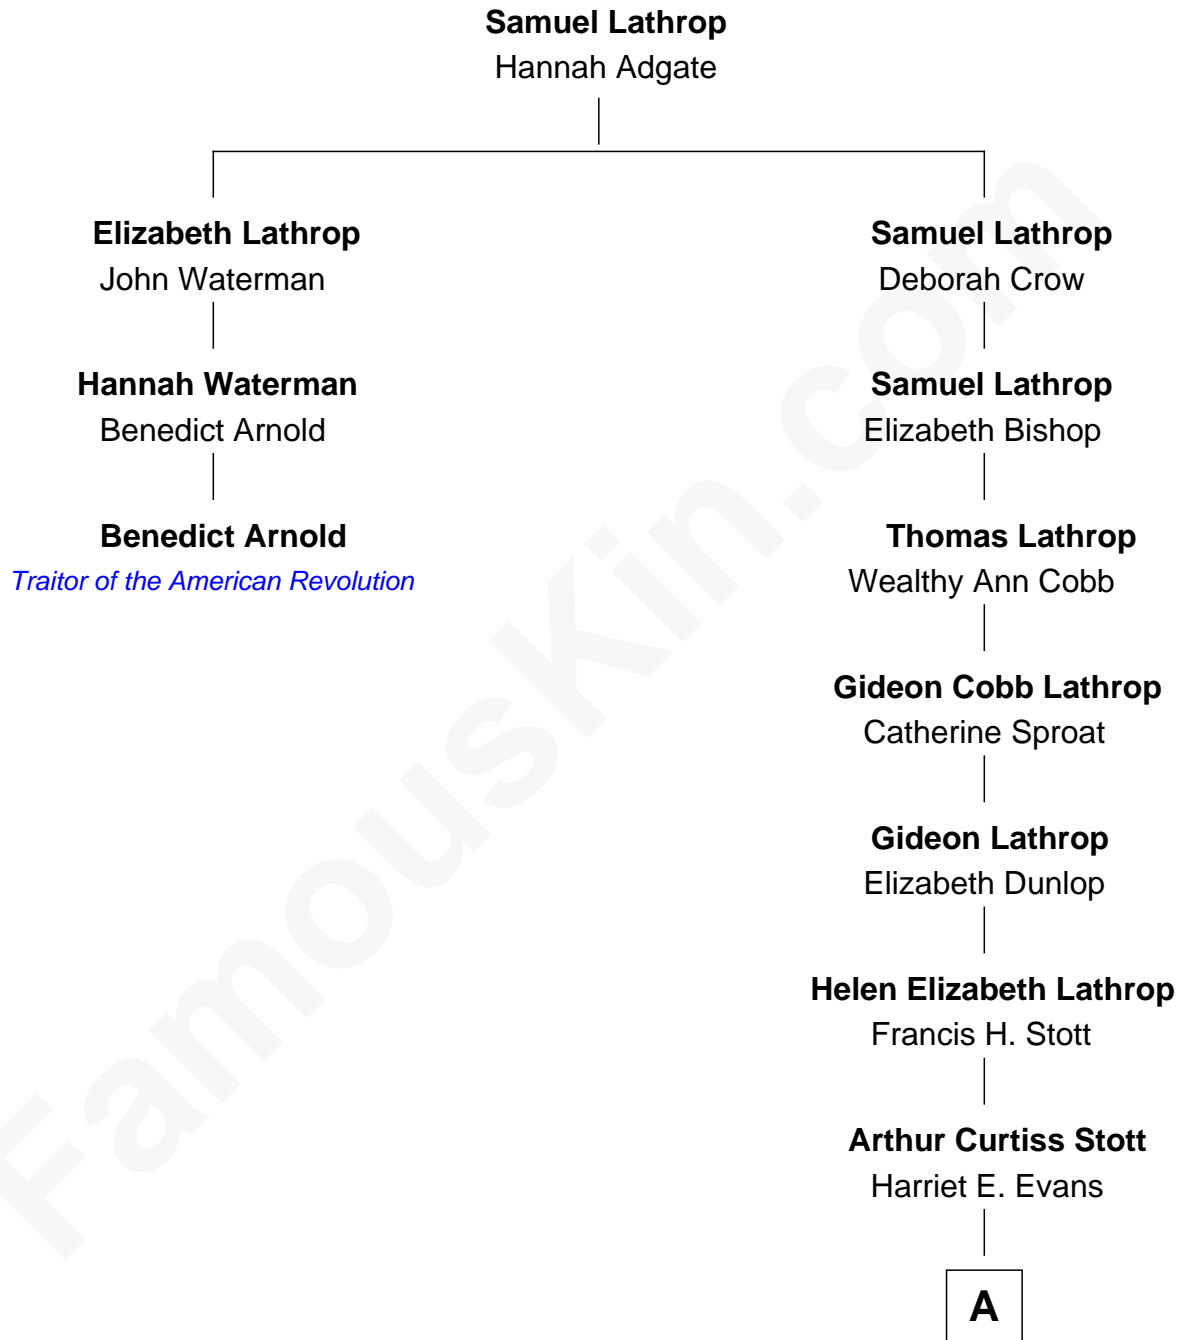 Samuel Lathrop
Hannah Adgate
Elizabeth Lathrop
John Waterman
Samuel Lathrop
Deborah Crow
Hannah Waterman
Benedict Arnold
Samuel Lathrop
Elizabeth Bishop
Benedict Arnold
Traitor of the American Revolution
Thomas Lathrop
Wealthy Ann Cobb
Gideon Cobb Lathrop
Catherine Sproat
Gideon Lathrop
Elizabeth Dunlop
Helen Elizabeth Lathrop
Francis H. Stott
Arthur Curtiss Stott
Harriet E. Evans
A
FamousKin.com